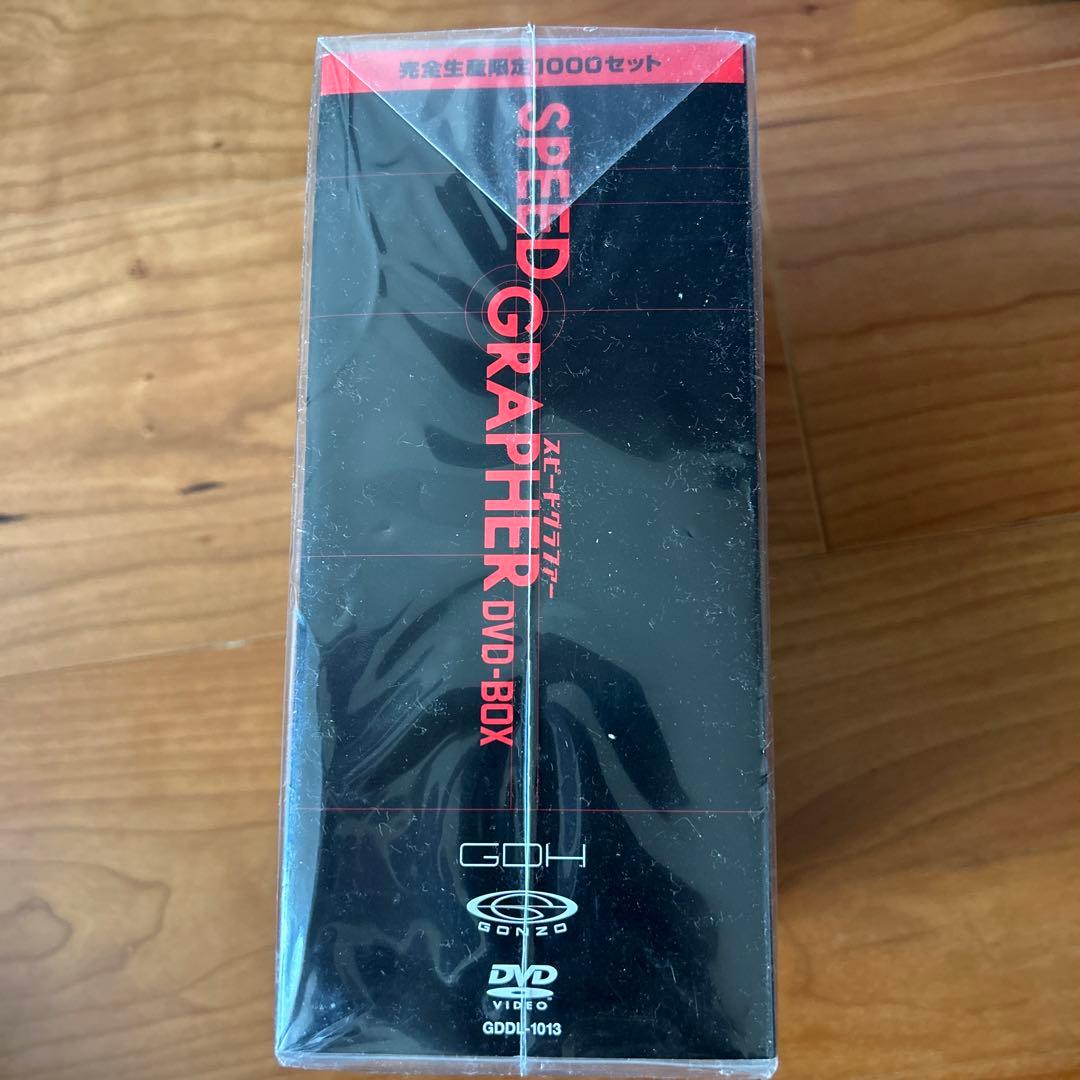 完全生産限定1000セット
SPEED GRAPHER DVD-BOX
スピードグラファー
GDH
GONZO
DVD
VIDEO™
GDDL-1013